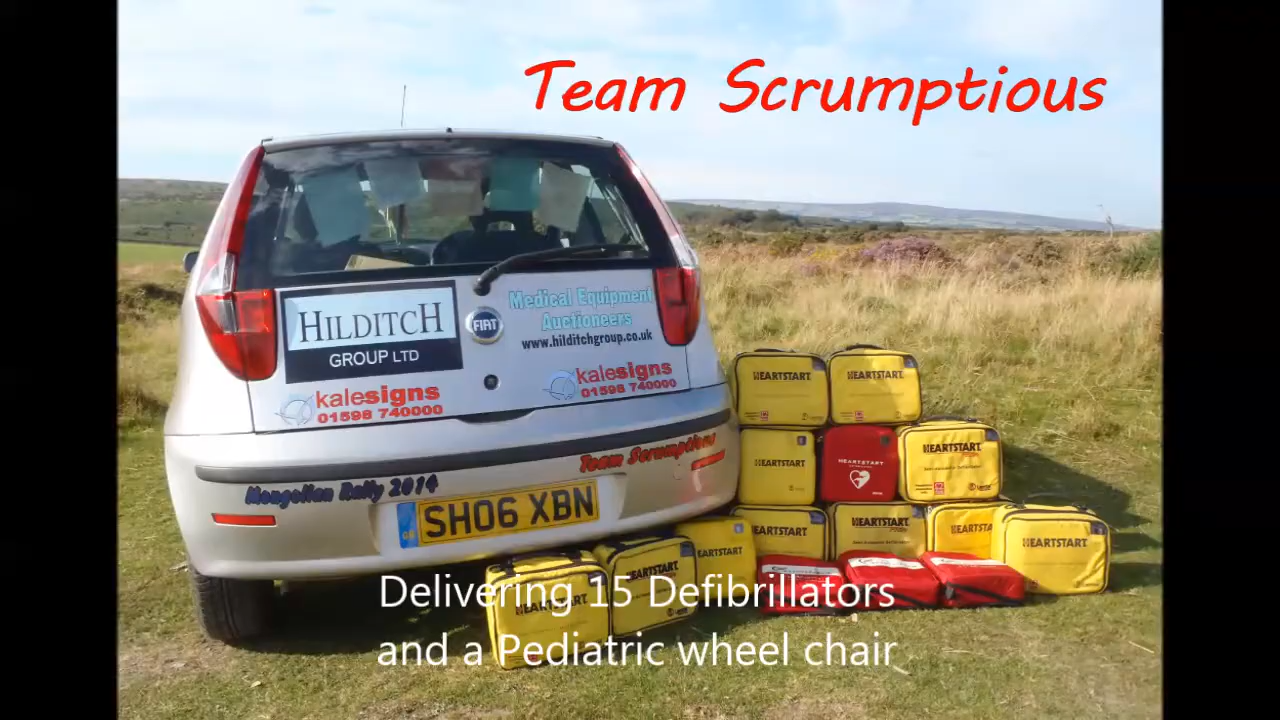 Team Scrumptious
HILDITCH
GROUP LTD
Medical Equipment
Auctioneers
www.hilditchgroup.co.uk
FIAT
kalesigns
01598 740000
kalesigns
01598 740000
Team Scrumptious
Mongolian Rally 2014
GB
SH06 XBN
HEARTSTART
HEARTSTART
HEARTSTART
HEARTSTART
HEARTSTART
HEARTSTART
HEARTSTART
HEARTSTART
HEARTSTART
HEARTSTART
HEARTSTART
HEARTSTART
Delivering 15 Defibrillators
and a Pediatric wheel chair